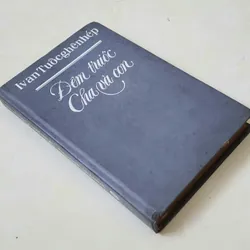 Ivan Tuốcghênhép
Đêm trước
Cha và con